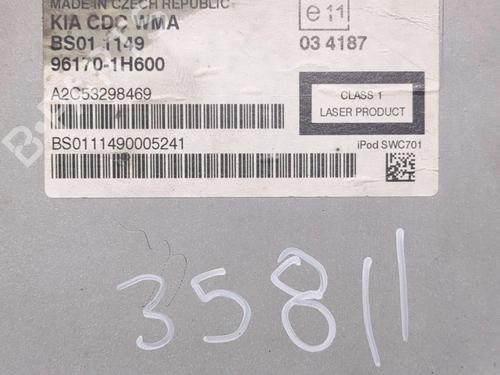 MADE IN CZECH REPUBLIC
KIA CDC WMA
BS01 1149
96170-1H600
A2C53298469
BS0111490005241
e11
03 4187
CLASS 1
LASER PRODUCT
iPod SWC701
35811